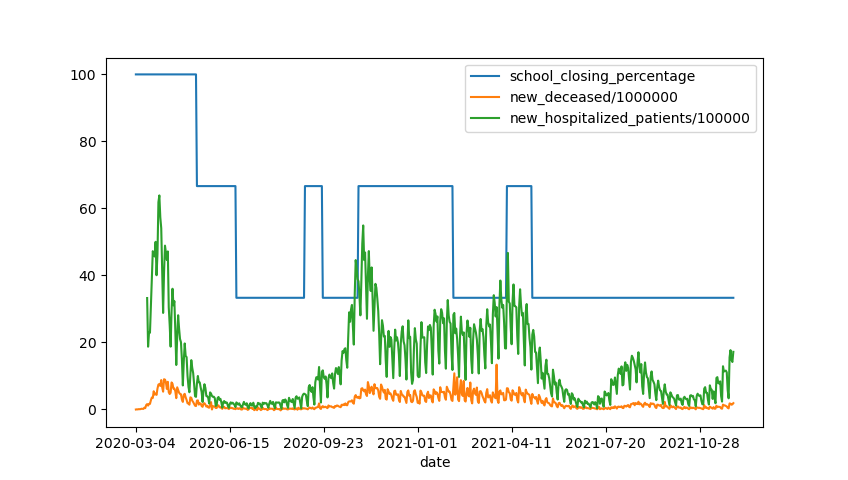 100
80
60
40
20
0
school_closing_percentage
new_deceased/1000000
new_hospitalized_patients/100000
2020-03-04 2020-06-15 2020-09-23 2021-01-01 2021-04-11 2021-07-20 2021-10-28
date